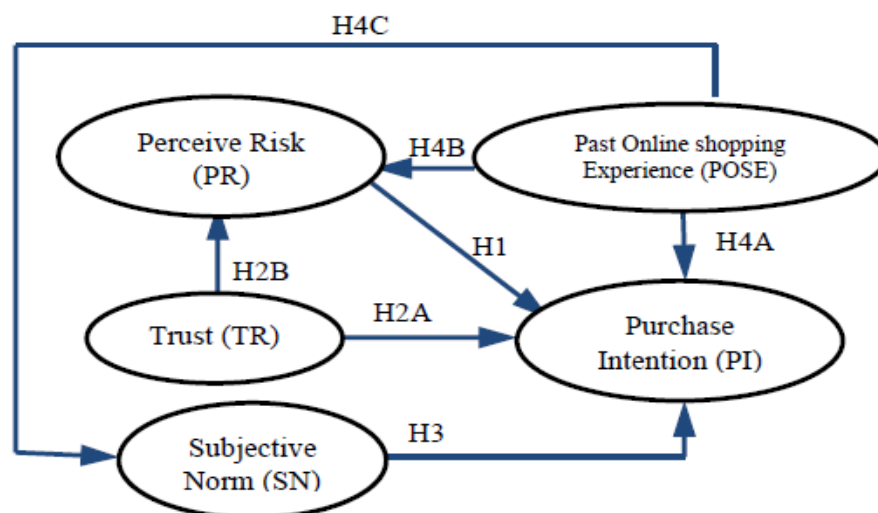 H4C
Perceive Risk
(PR)
H4B
Past Online shopping
Experience (POSE)
H2B
H1
H4A
Trust (TR)
H2A
Purchase
Intention (PI)
Subjective
Norm (SN)
H3